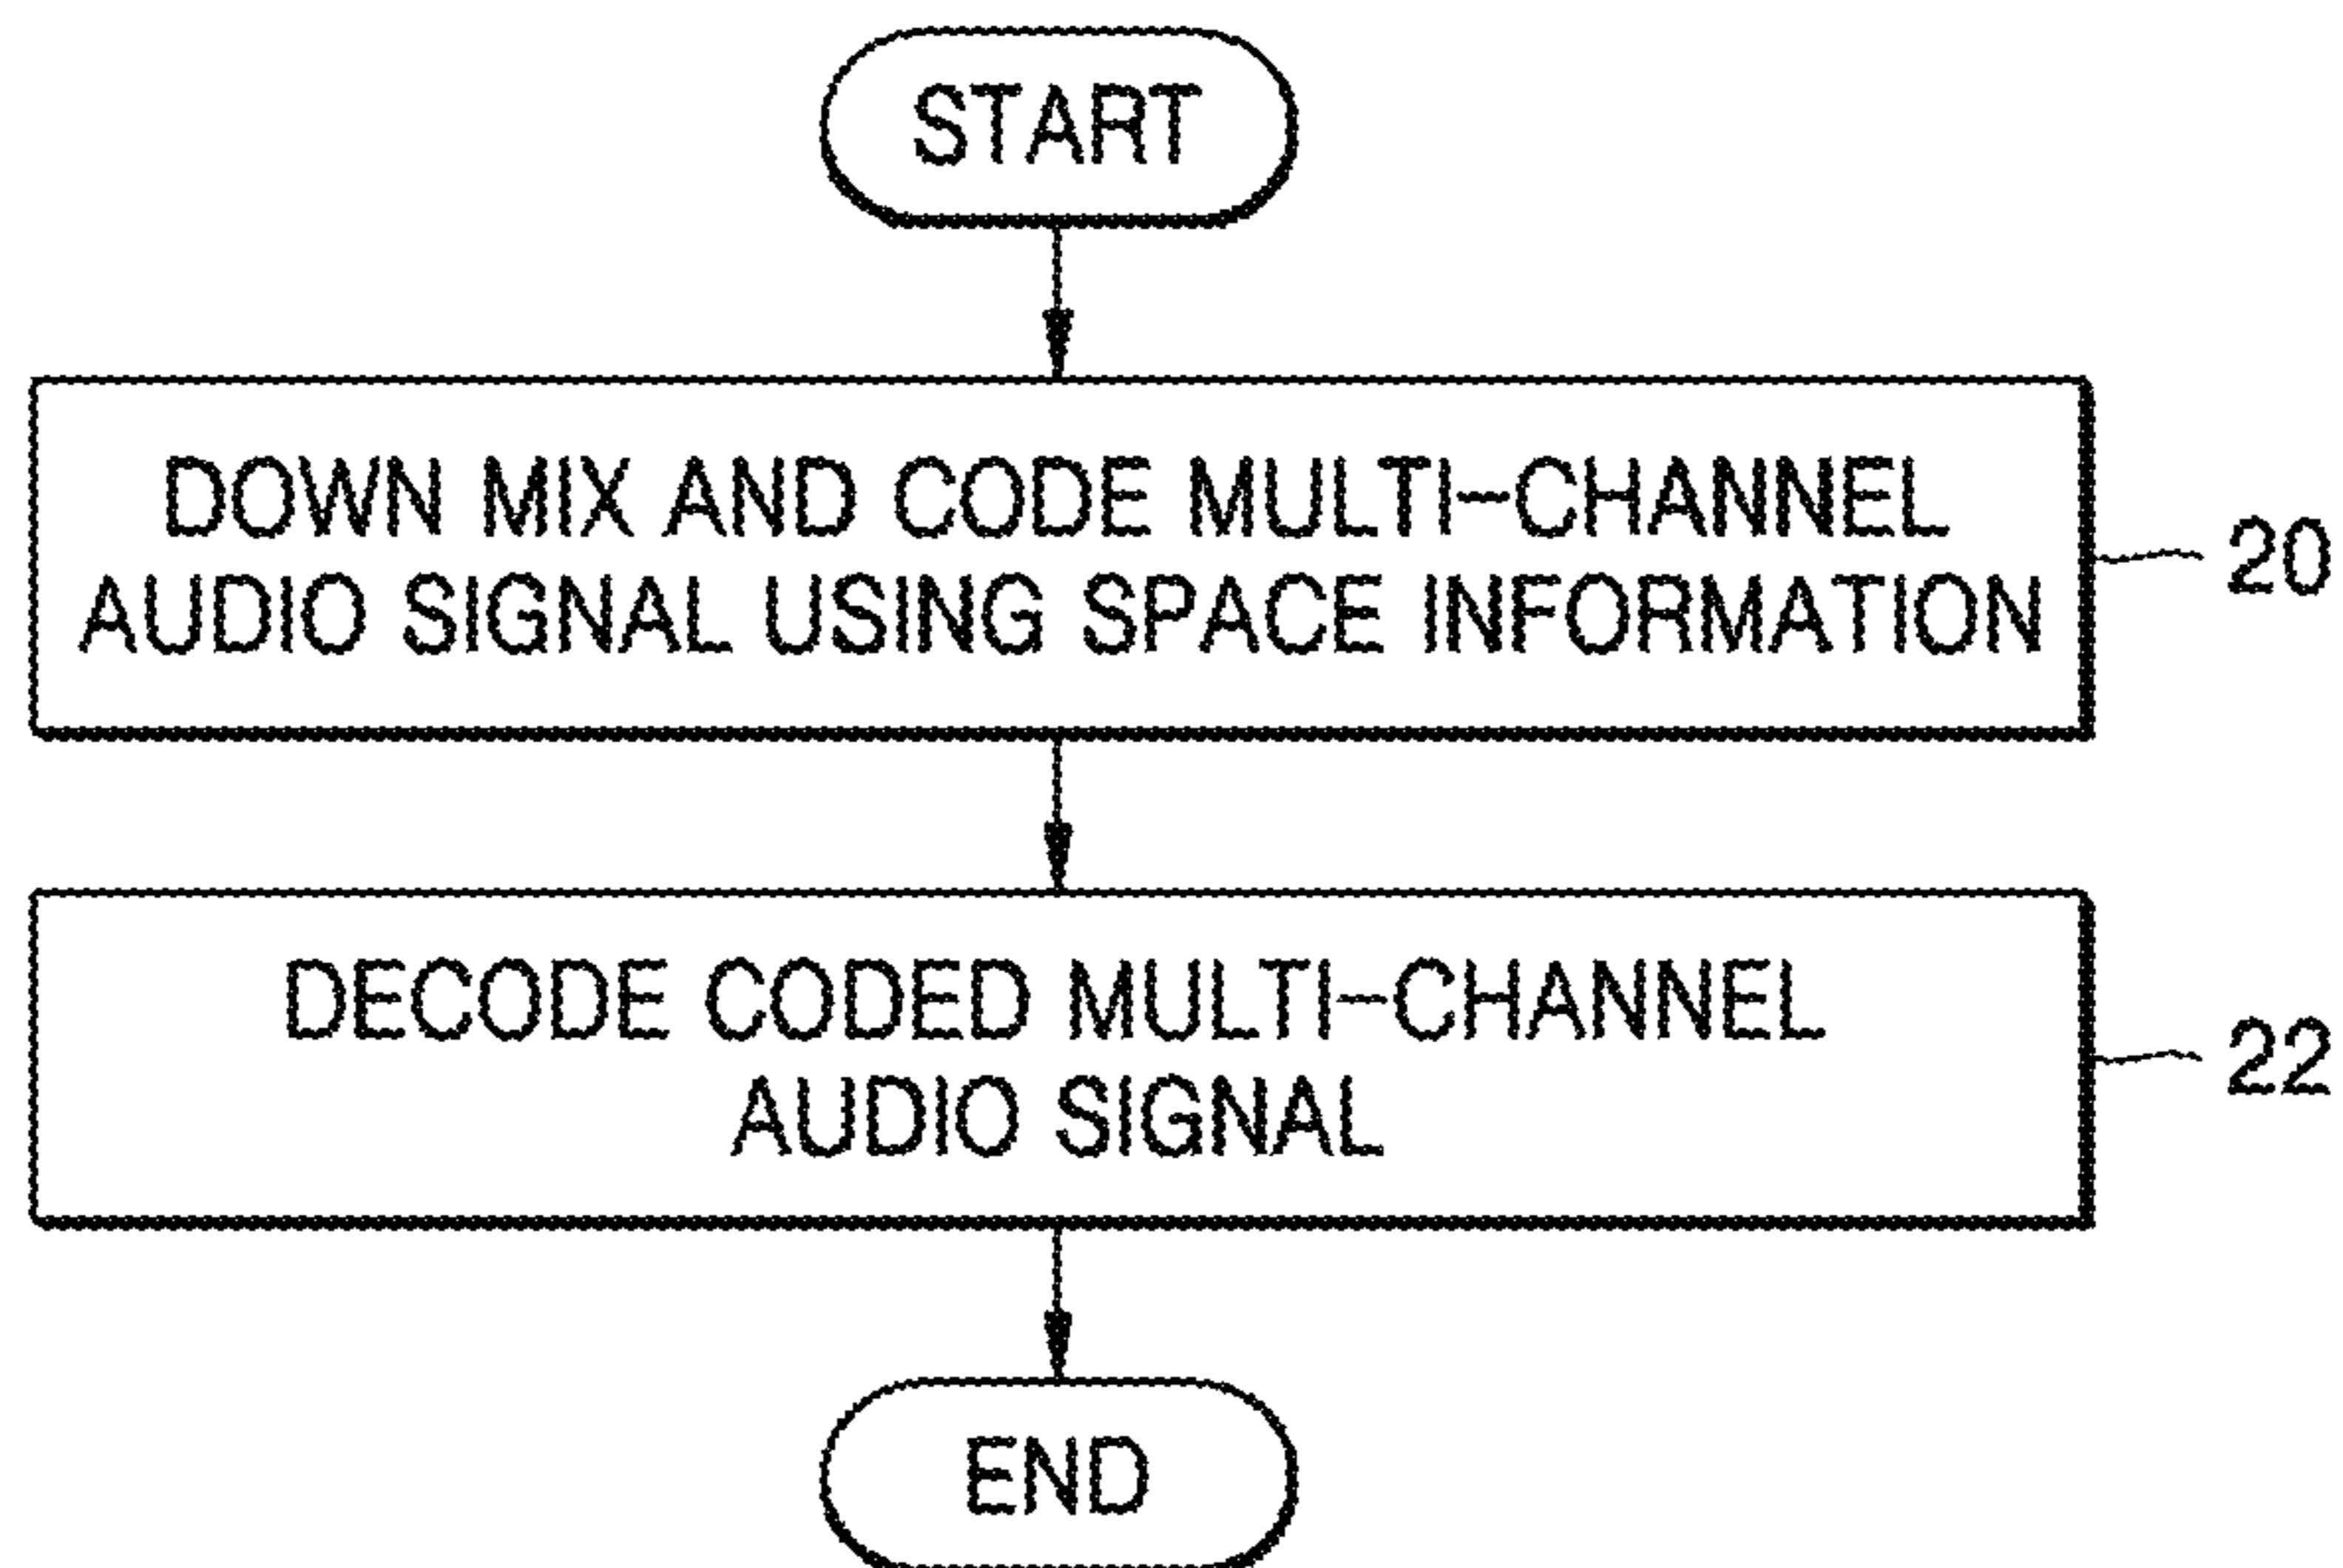 START
DOWN MIX AND CODE MULTI-CHANNEL
AUDIO SIGNAL USING SPACE INFORMATION
20
DECODE CODED MULTI-CHANNEL
AUDIO SIGNAL
22
END